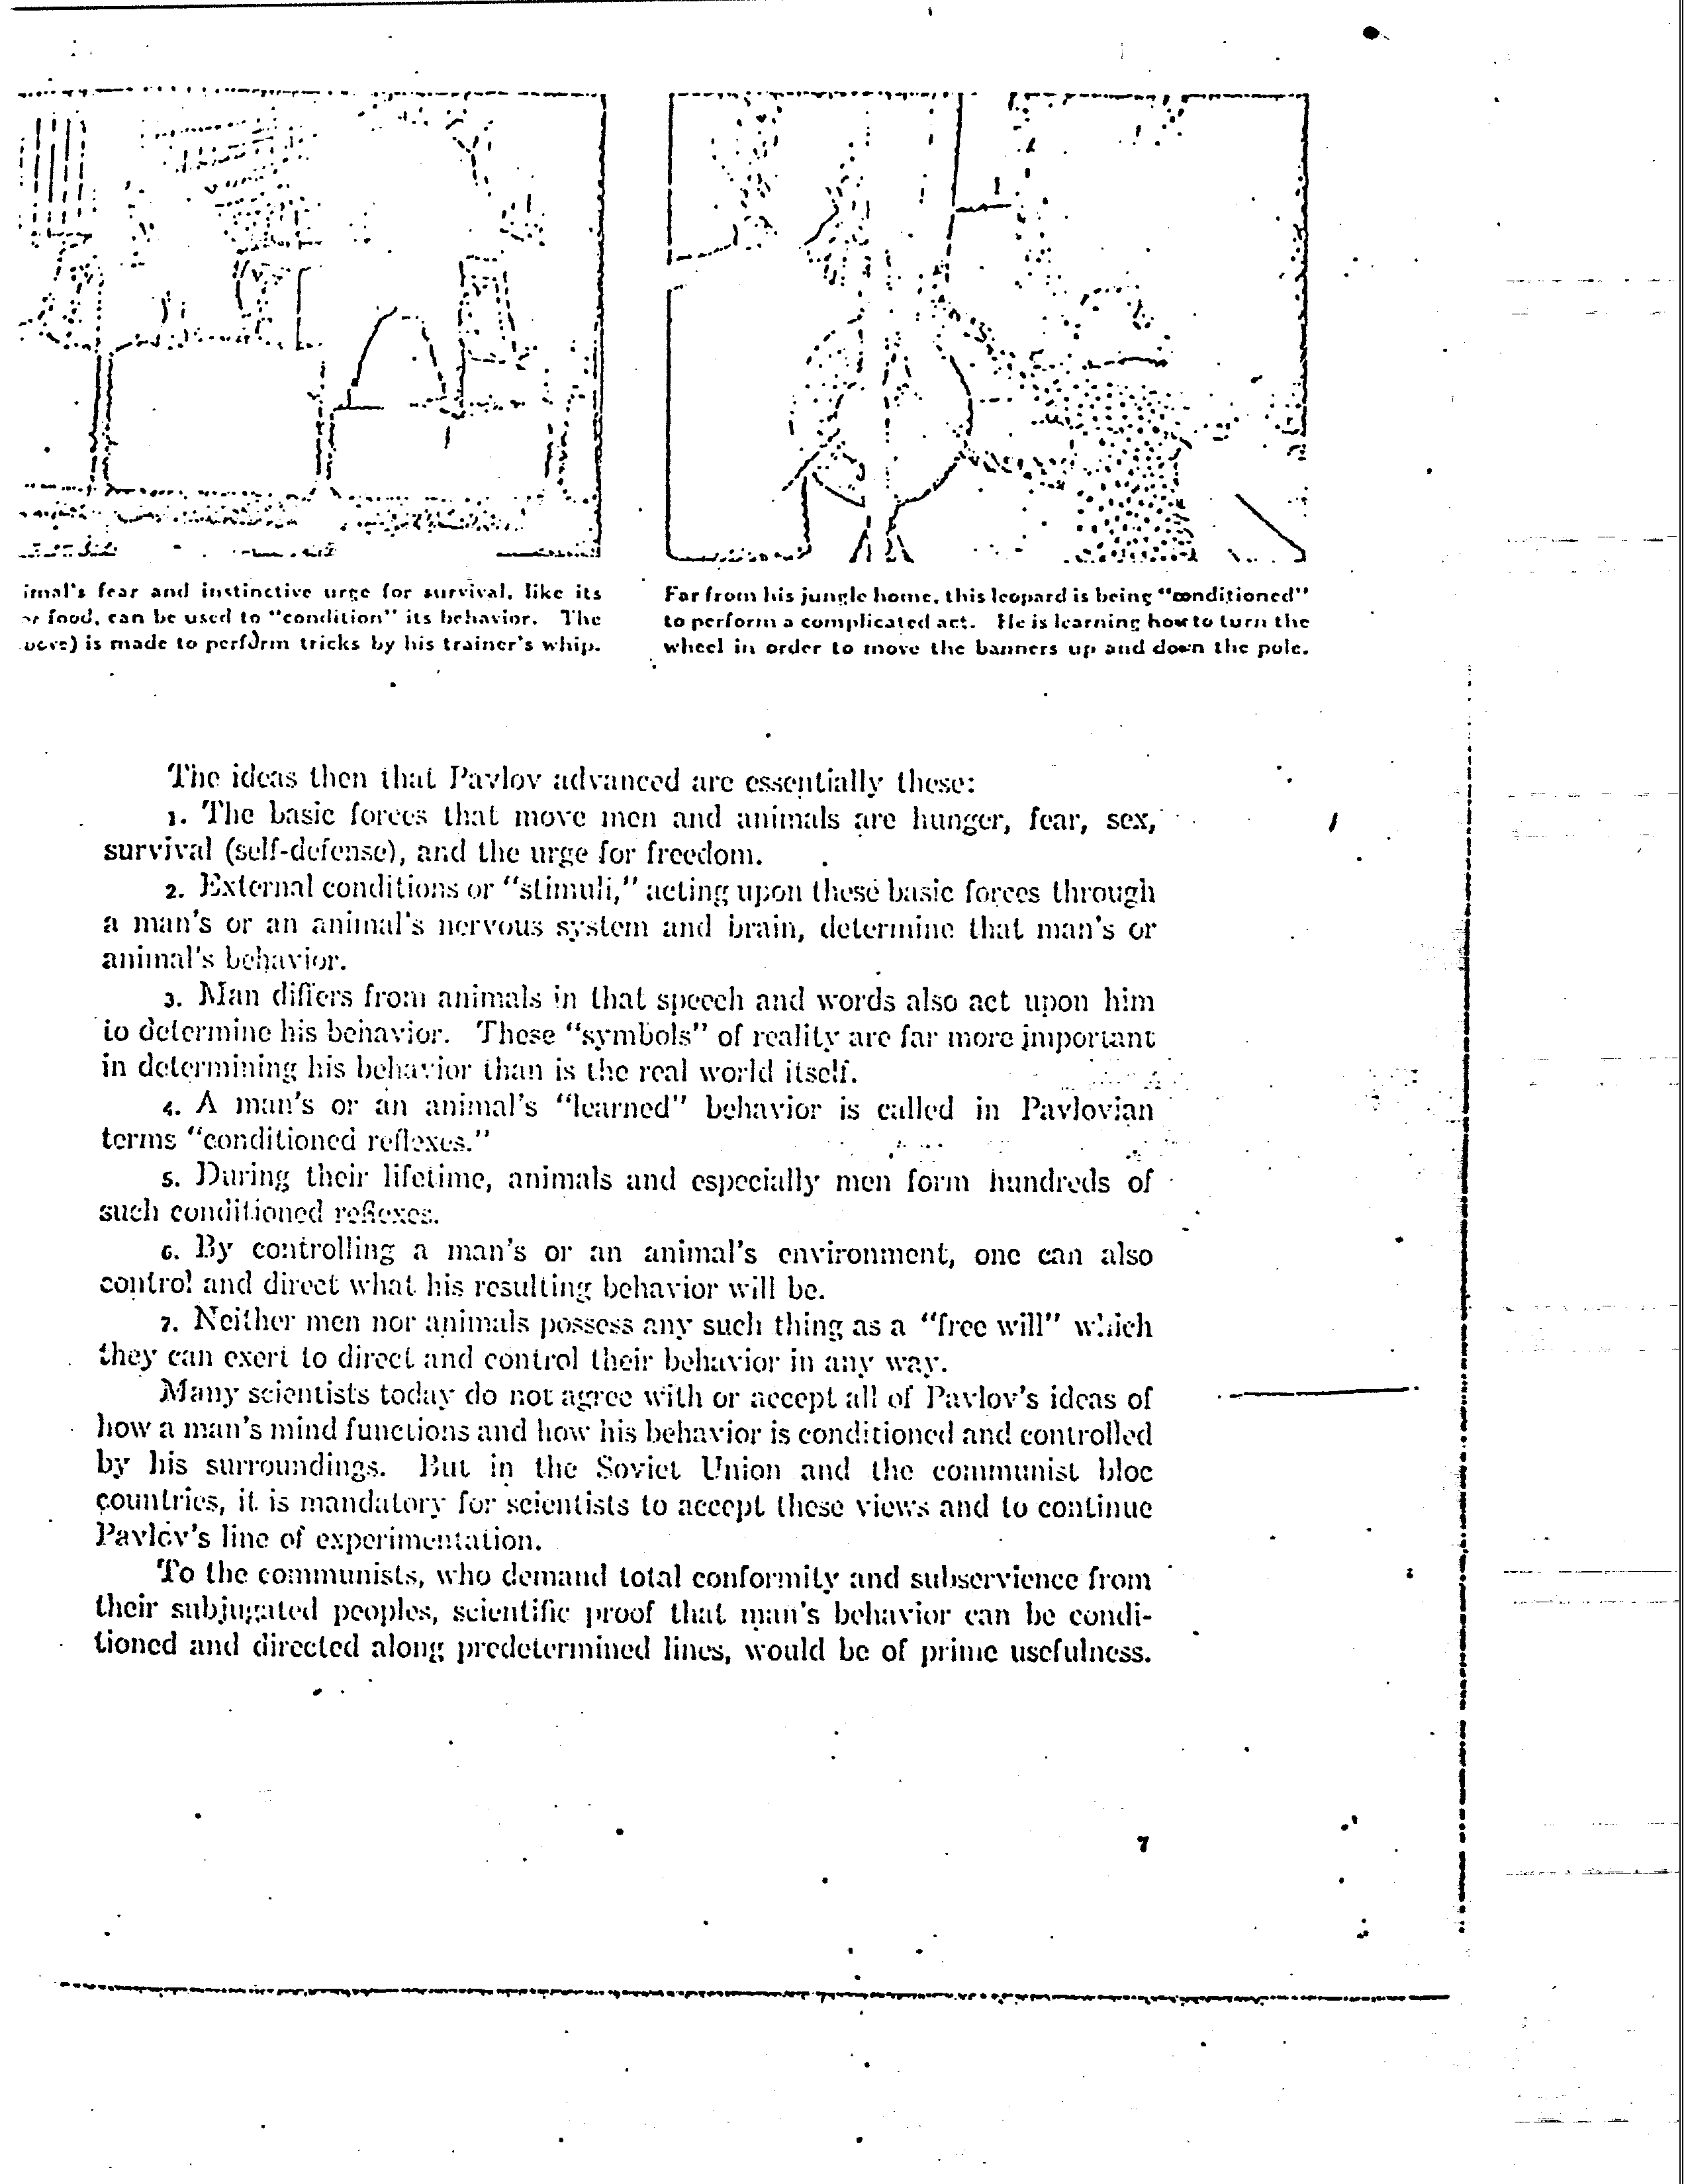 imal's fear and instinctive urge for survival, like its
or food, can be used to "condition" its behavior. The
bove) is made to perform tricks by his trainer's whip.
Far from his jungle home, this leopard is being "conditioned"
to perform a complicated act. He is learning how to turn the
wheel in order to move the banners up and down the pole.
The ideas then that Pavlov advanced are essentially these:
1. The basic forces that move men and animals are hunger, fear, sex,
survival (self-defense), and the urge for freedom.
2. External conditions or "stimuli," acting upon these basic forces through
a man's or an animal's nervous system and brain, determine that man's or
animal's behavior.
3. Man differs from animals in that speech and words also act upon him
to determine his behavior. These "symbols" of reality are far more important
in determining his behavior than is the real world itself.
4. A man's or an animal's "learned" behavior is called in Pavlovian
terms "conditioned reflexes."
5. During their lifetime, animals and especially men form hundreds of
such conditioned reflexes.
6. By controlling a man's or an animal's environment, one can also
control and direct what his resulting behavior will be.
7. Neither men nor animals possess any such thing as a "free will" which
they can exert to direct and control their behavior in any way.
Many scientists today do not agree with or accept all of Pavlov's ideas of
how a man's mind functions and how his behavior is conditioned and controlled
by his surroundings. But in the Soviet Union and the communist bloc
countries, it is mandatory for scientists to accept these views and to continue
Pavlov's line of experimentation.
To the communists, who demand total conformity and subservience from
their subjugated peoples, scientific proof that man's behavior can be condi-
tioned and directed along predetermined lines, would be of prime usefulness.
7